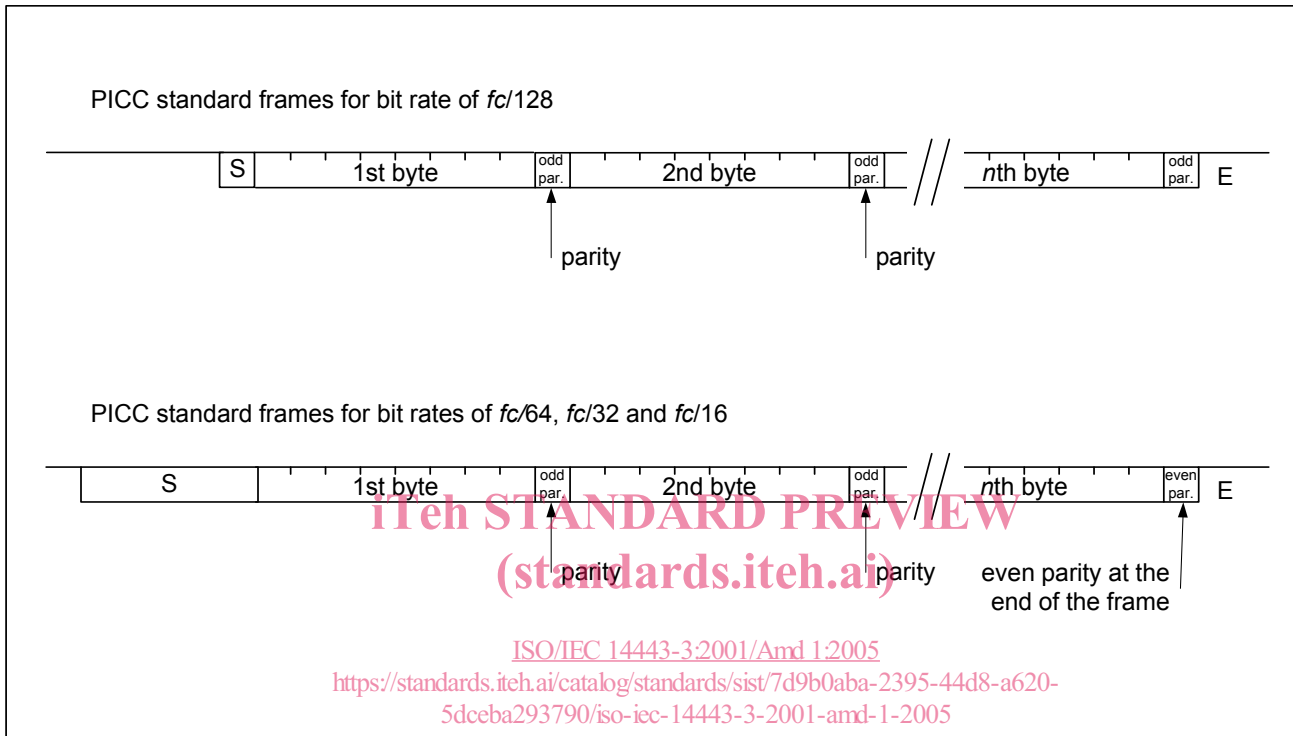 PICC standard frames for bit rate of fc/128
S 1st byte odd par. 2nd byte odd par. nth byte odd par. E
parity parity
PICC standard frames for bit rates of fc/64, fc/32 and fc/16
S 1st byte odd par. 2nd byte odd par. nth byte even par. E
iTeh STANDARD PREVIEW
(standards.iteh.ai)
parity parity even parity at the
end of the frame
ISO/IEC 14443-3:2001/Amd 1:2005
https://standards.iteh.ai/catalog/standards/sist/7d9b0aba-2395-44d8-a620-
5dceba293790/iso-iec-14443-3-2001-amd-1-2005